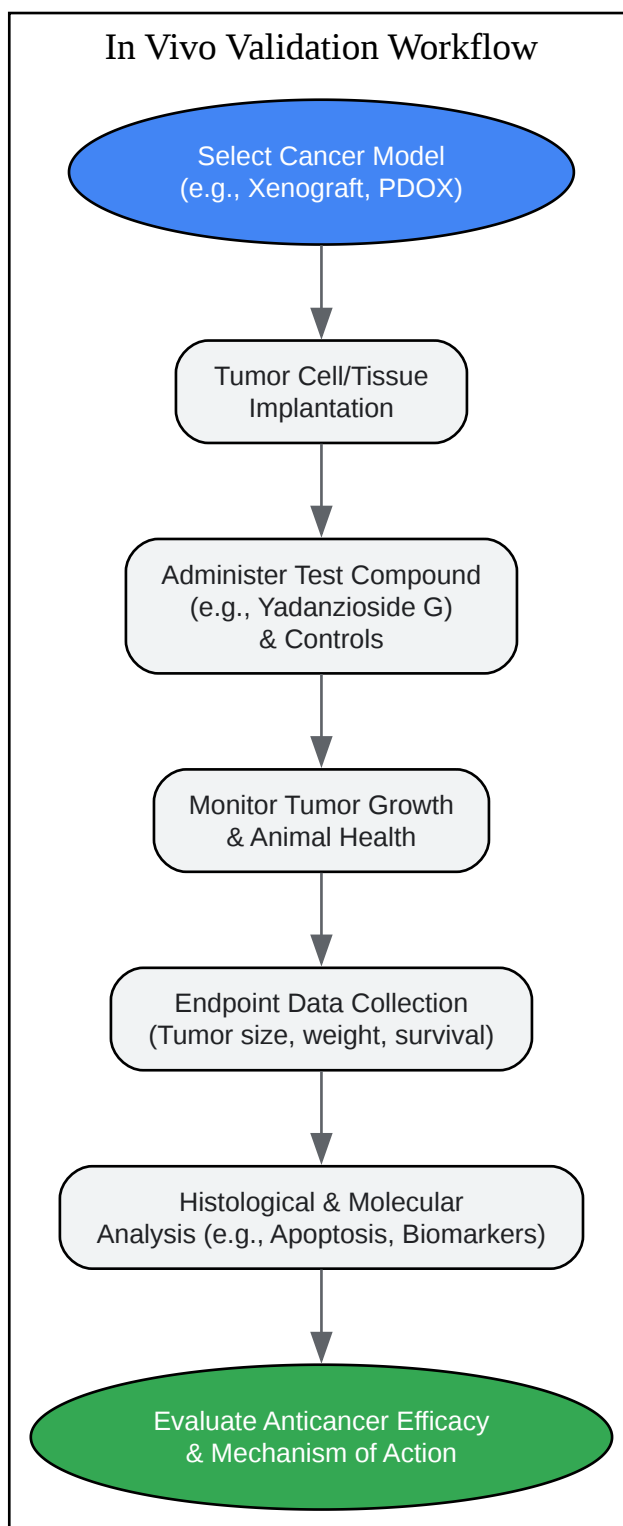 In Vivo Validation Workflow
Select Cancer Model
(e.g., Xenograft, PDOX)
Tumor Cell/Tissue
Implantation
Administer Test Compound
(e.g., Yadanzioside G)
& Controls
Monitor Tumor Growth
& Animal Health
Endpoint Data Collection
(Tumor size, weight, survival)
Histological & Molecular
Analysis (e.g., Apoptosis, Biomarkers)
Evaluate Anticancer Efficacy
& Mechanism of Action